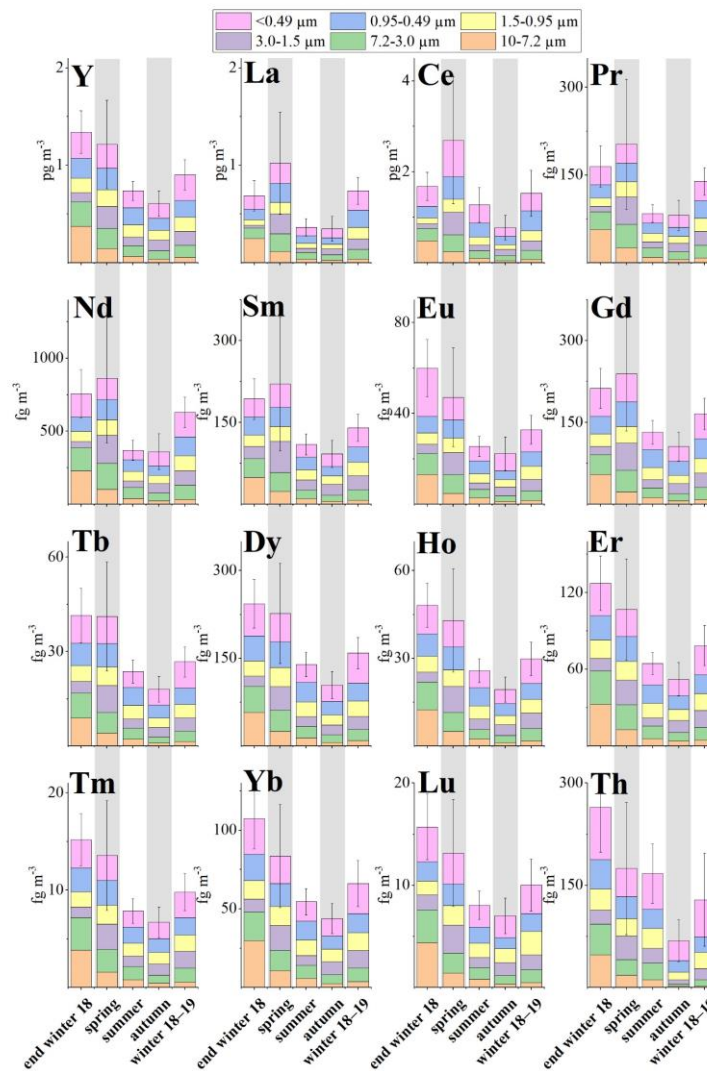 <0.49 µm 0.95-0.49 µm 1.5-0.95 µm
3.0-1.5 µm 7.2-3.0 µm 10-7.2 µm
Y La Ce Pr
2 2 4 300
pg m⁻³ pg m⁻³ pg m⁻³ fg m⁻³
1 1 2 150
Nd Sm Eu Gd
1000 300 80 300
fg m⁻³ fg m⁻³ fg m⁻³ fg m⁻³
500 150 40 150
Tb Dy Ho Er
60 300 60 120
fg m⁻³ fg m⁻³ fg m⁻³ fg m⁻³
30 150 30 60
Tm Yb Lu Th
20 100 20 300
fg m⁻³ fg m⁻³ fg m⁻³ fg m⁻³
10 50 10 150
end winter 18 spring summer autumn winter 18–19 end winter 18 spring summer autumn winter 18–19 end winter 18 spring summer autumn winter 18–19 end winter 18 spring summer autumn winter 18–19